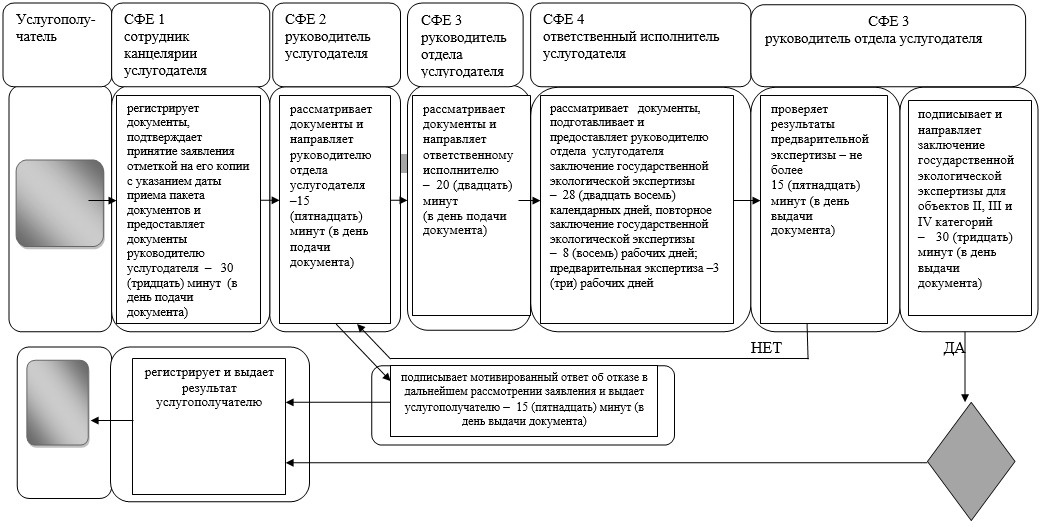 Услугополу-
чатель
СФЕ 1
сотрудник
канцелярии
услугодателя
СФЕ 2
руководитель
услугодателя
СФЕ 3
руководитель
отдела
услугодателя
СФЕ 4
ответственный исполнитель
услугодателя
СФЕ 3
руководитель отдела услугодателя
регистрирует
документы,
подтверждает
принятие заявления
отметкой на его копии
с указанием даты
приема пакета
документов и
предоставляет
документы
руководителю
услугодателя – 30
(тридцать) минут (в
день подачи
документа)
рассматривает
документы и
направляет
руководителю
отдела
услугодателя
–15
(пятнадцать)
минут (в день
подачи
документа)
рассматривает
документы и
направляет
ответственному
исполнителю
– 20 (двадцать)
минут
(в день подачи
документа)
рассматривает документы,
подготавливает и
предоставляет руководителю
отдела услугодателя
заключение государственной
экологической экспертизы
– 28 (двадцать восемь)
календарных дней, повторное
заключение государственной
экологической экспертизы
– 8 (восемь) рабочих дней;
предварительная экспертиза –3
(три) рабочих дней
проверяет
результаты
предварительной
экспертизы – не
более
15 (пятнадцать)
минут (в день
выдачи
документа)
подписывает и
направляет
заключение
государственной
экологической
экспертизы для
объектов II, III и
IV категорий
– 30 (тридцать)
минут (в день
выдачи
документа)
НЕТ
ДА
регистрирует и выдает
результат
услугополучателю
подписывает мотивированный ответ об отказе в
дальнейшем рассмотрении заявления и выдает
услугополучателю – 15 (пятнадцать) минут (в
день выдачи документа)